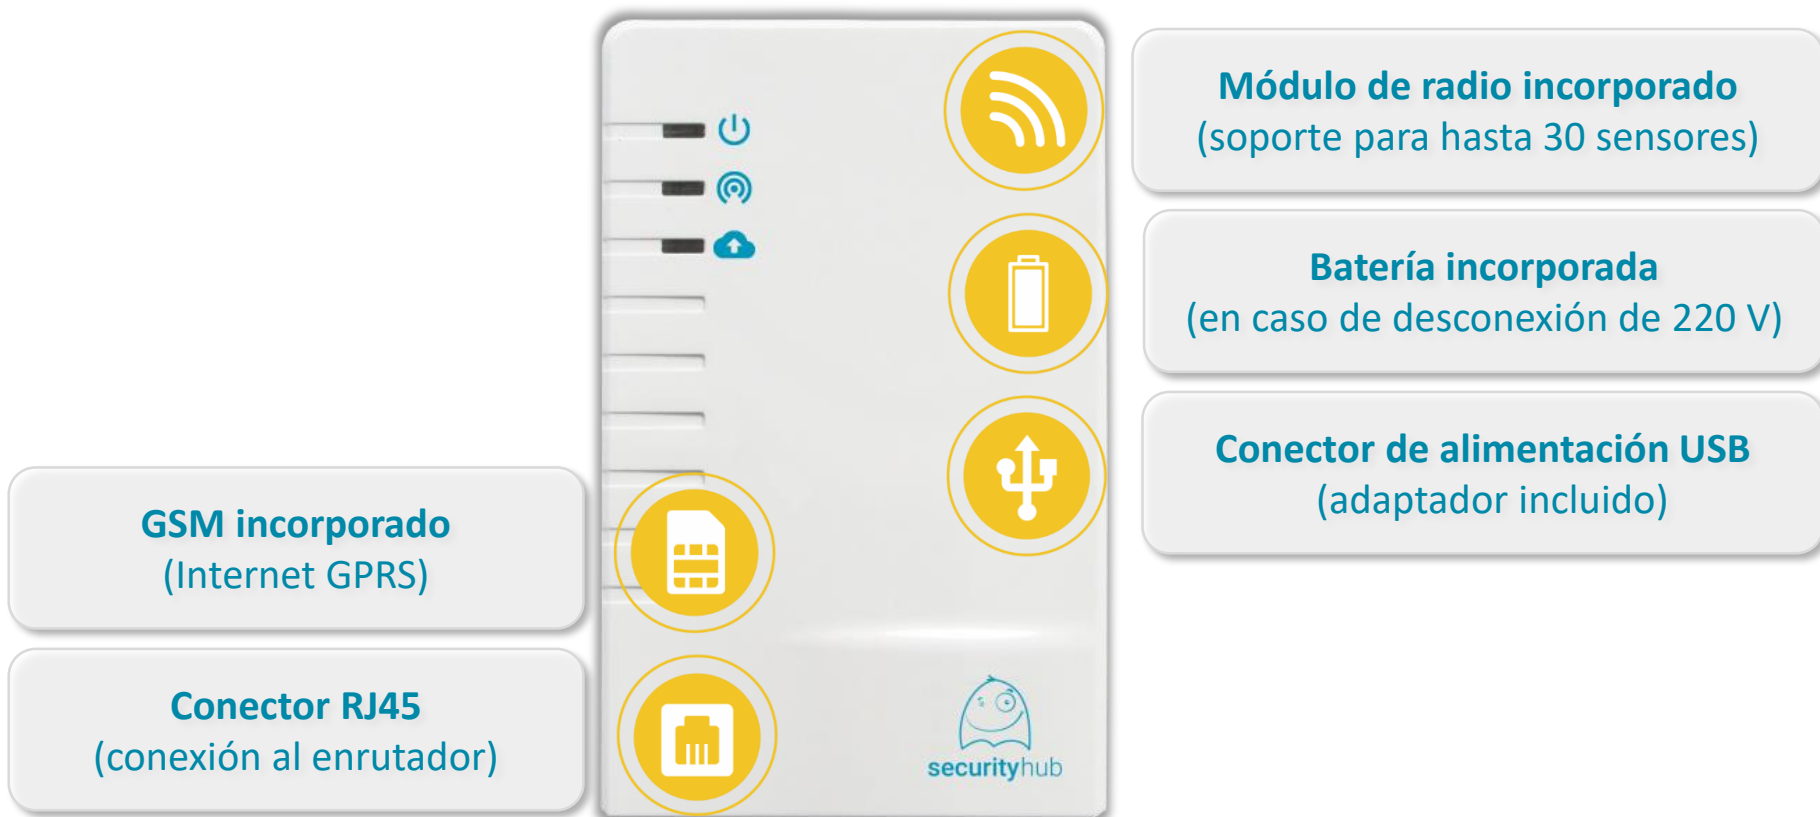 Módulo de radio incorporado
(soporte para hasta 30 sensores)
Batería incorporada
(en caso de desconexión de 220 V)
Conector de alimentación USB
(adaptador incluido)
GSM incorporado
(Internet GPRS)
Conector RJ45
(conexión al enrutador)
securityhub